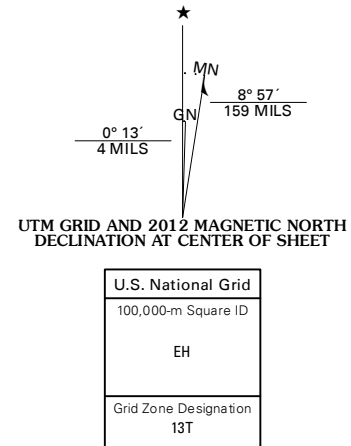 ★
MN
8° 57´
159 MILS
GN
0° 13´
4 MILS
UTM GRID AND 2012 MAGNETIC NORTH
DECLINATION AT CENTER OF SHEET
U.S. National Grid
100,000-m Square ID
EH
Grid Zone Designation
13T